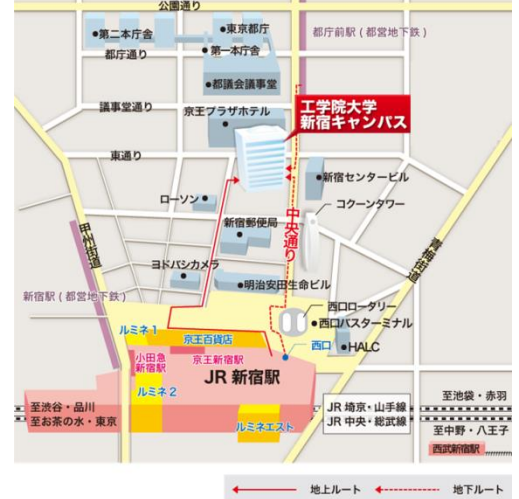 公園通り
東京都庁
第二本庁舎
第一本庁舎
都庁通り
都庁前駅(都営地下鉄)
都議会議事堂
議事堂通り
京王プラザホテル
工学院大学
新宿キャンパス
東通り
新宿センタービル
ローソン
コクーンタワー
中央通り
新宿郵便局
甲州街道
青梅街道
ヨドバシカメラ
明治安田生命ビル
新宿駅(都営地下鉄)
西口ロータリー
西口バスターミナル
ルミネ1
京王百貨店
西口
HALC
小田急
新宿駅
京王新宿駅
JR 新宿駅
ルミネ2
至渋谷・品川
至お茶の水・東京
ルミネエスト
JR 埼京・山手線
JR 中央・総武線
至池袋・赤羽
至中野・八王子
西武新宿駅
地上ルート
地下ルート